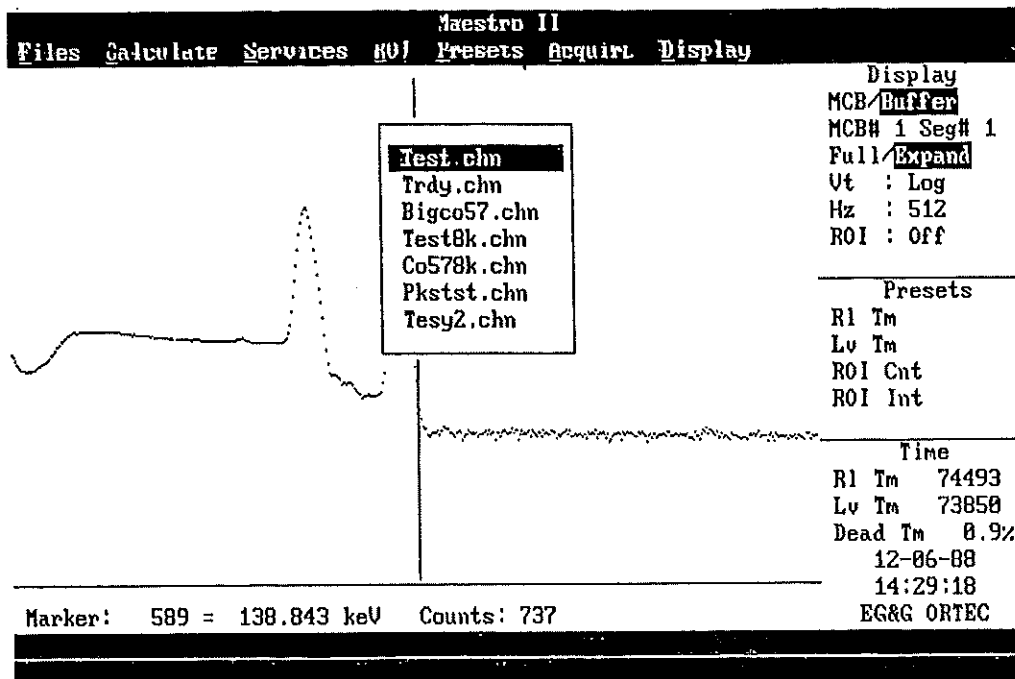 Maestro II
Files Calculate Services ROI Presets Acquire Display
Test.chn
Trdy.chn
Bigco57.chn
Test8k.chn
Co578k.chn
Pkstst.chn
Tesy2.chn
Display
MCB/Buffer
MCB# 1 Seg# 1
Full/Expand
Vt : Log
Hz : 512
ROI : Off
Presets
Rl Tm
Lv Tm
ROI Cnt
ROI Int
Time
Rl Tm 74493
Lv Tm 73850
Dead Tm 0.9%
12-06-88
14:29:18
EG&G ORTEC
Marker: 589 = 138.843 keV Counts: 737